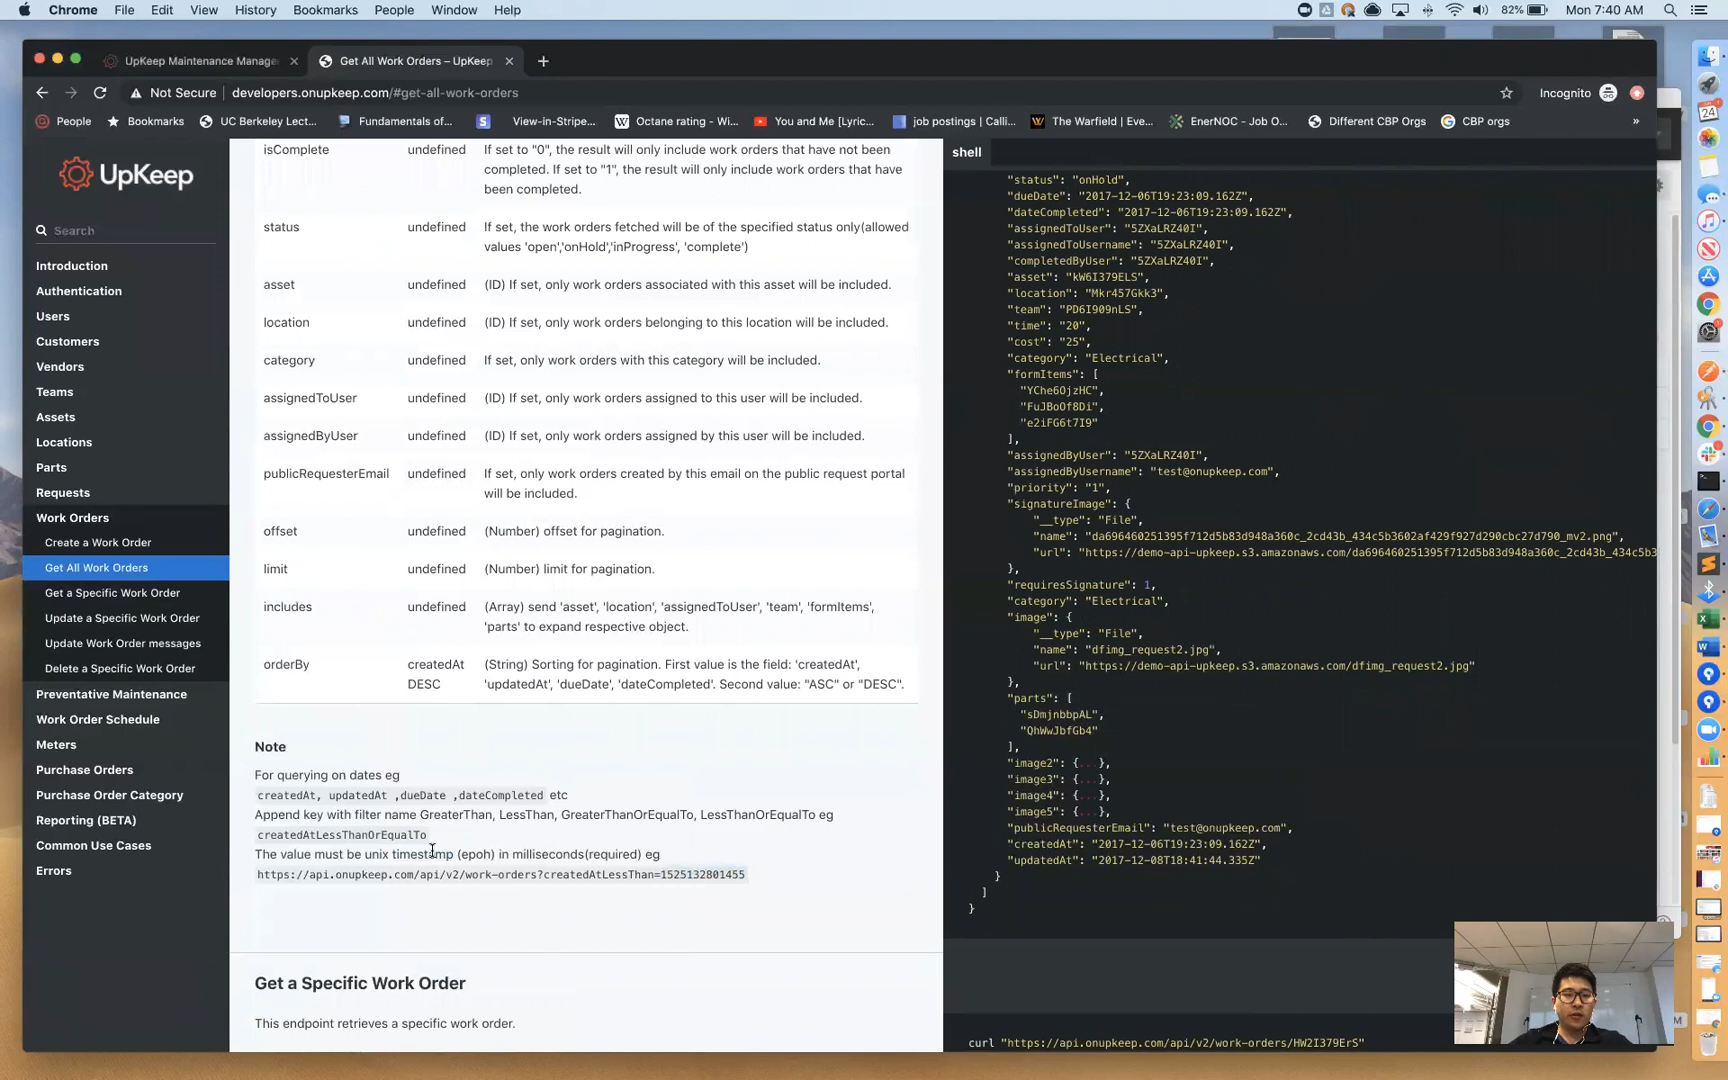 Chrome File Edit View History Bookmarks People Window Help 82% Mon 7:40 AM
UpKeep Maintenance Manage Get All Work Orders – UpKeep
Not Secure developers.onupkeep.com/#get-all-work-orders Incognito
People Bookmarks UC Berkeley Lect... Fundamentals of... View-in-Stripe... Octane rating - Wi... You and Me [Lyric... job postings | Calli... The Warfield | Eve... EnerNOC - Job O... Different CBP Orgs CBP orgs »
UpKeep
Search
Introduction
Authentication
Users
Customers
Vendors
Teams
Assets
Locations
Parts
Requests
Work Orders
Create a Work Order
Get All Work Orders
Get a Specific Work Order
Update a Specific Work Order
Update Work Order messages
Delete a Specific Work Order
Preventative Maintenance
Work Order Schedule
Meters
Purchase Orders
Purchase Order Category
Reporting (BETA)
Common Use Cases
Errors
isComplete undefined If set to "0", the result will only include work orders that have not been
completed. If set to "1", the result will only include work orders that have
been completed.
status undefined If set, the work orders fetched will be of the specified status only(allowed
values 'open','onHold','inProgress', 'complete')
asset undefined (ID) If set, only work orders associated with this asset will be included.
location undefined (ID) If set, only work orders belonging to this location will be included.
category undefined If set, only work orders with this category will be included.
assignedToUser undefined (ID) If set, only work orders assigned to this user will be included.
assignedByUser undefined (ID) If set, only work orders assigned by this user will be included.
publicRequesterEmail undefined If set, only work orders created by this email on the public request portal
will be included.
offset undefined (Number) offset for pagination.
limit undefined (Number) limit for pagination.
includes undefined (Array) send 'asset', 'location', 'assignedToUser', 'team', 'formItems',
'parts' to expand respective object.
orderBy createdAt (String) Sorting for pagination. First value is the field: 'createdAt',
DESC 'updatedAt', 'dueDate', 'dateCompleted'. Second value: "ASC" or "DESC".
Note
For querying on dates eg
createdAt, updatedAt ,dueDate ,dateCompleted etc
Append key with filter name GreaterThan, LessThan, GreaterThanOrEqualTo, LessThanOrEqualTo eg
createdAtLessThanOrEqualTo
The value must be unix timestamp (epoh) in milliseconds(required) eg
https://api.onupkeep.com/api/v2/work-orders?createdAtLessThan=1525132801455
Get a Specific Work Order
This endpoint retrieves a specific work order.
shell
"status": "onHold",
"dueDate": "2017-12-06T19:23:09.162Z",
"dateCompleted": "2017-12-06T19:23:09.162Z",
"assignedToUser": "5ZXaLRZ40I",
"assignedToUsername": "5ZXaLRZ40I",
"completedByUser": "5ZXaLRZ40I",
"asset": "kW6I379ELS",
"location": "Mkr457Gkk3",
"team": "PD6I909nLS",
"time": "20",
"cost": "25",
"category": "Electrical",
"formItems": [
"YChe6OjzHC",
"FuJBoOf8Di",
"e2iFG6t7I9"
],
"assignedByUser": "5ZXaLRZ40I",
"assignedByUsername": "test@onupkeep.com",
"priority": "1",
"signatureImage": {
"__type": "File",
"name": "da696460251395f712d5b83d948a360c_2cd43b_434c5b3602af429f927d290cbc27d790_mv2.png",
"url": "https://demo-api-upkeep.s3.amazonaws.com/da696460251395f712d5b83d948a360c_2cd43b_434c5b3
},
"requiresSignature": 1,
"category": "Electrical",
"image": {
"__type": "File",
"name": "dfimg_request2.jpg",
"url": "https://demo-api-upkeep.s3.amazonaws.com/dfimg_request2.jpg"
},
"parts": [
"sDmjnbbpAL",
"QhWwJbfGb4"
],
"image2": {...},
"image3": {...},
"image4": {...},
"image5": {...},
"publicRequesterEmail": "test@onupkeep.com",
"createdAt": "2017-12-06T19:23:09.162Z",
"updatedAt": "2017-12-08T18:41:44.335Z"
}
]
}
curl "https://api.onupkeep.com/api/v2/work-orders/HW2I379ErS"